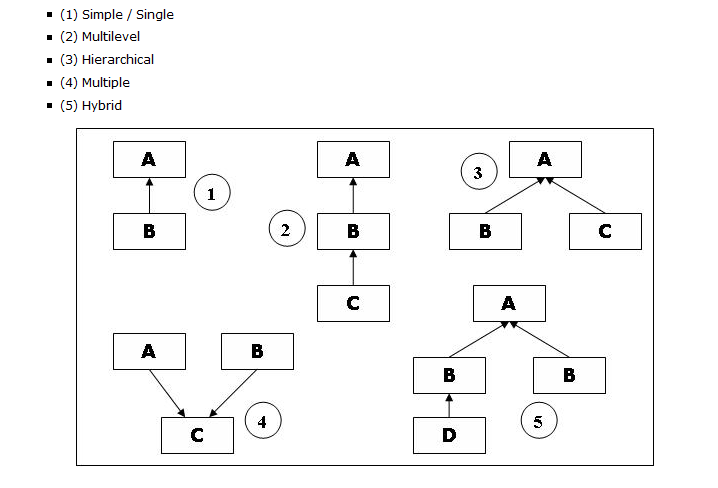 (1) Simple / Single
(2) Multilevel
(3) Hierarchical
(4) Multiple
(5) Hybrid
A A 3 A
1
B 2 B B C
C A
A B
B B
C 4 D 5